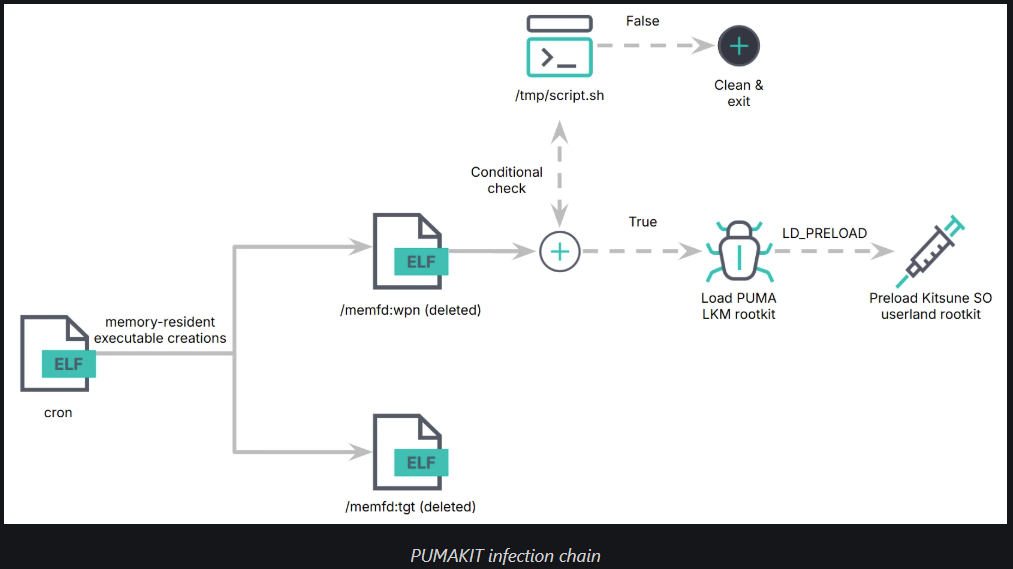 False
/tmp/script.sh
Clean &
exit
Conditional
check
True
LD_PRELOAD
ELF
/memfd:wpn (deleted)
Load PUMA
LKM rootkit
Preload Kitsune SO
userland rootkit
memory-resident
executable creations
ELF
cron
ELF
/memfd:tgt (deleted)
PUMAKIT infection chain